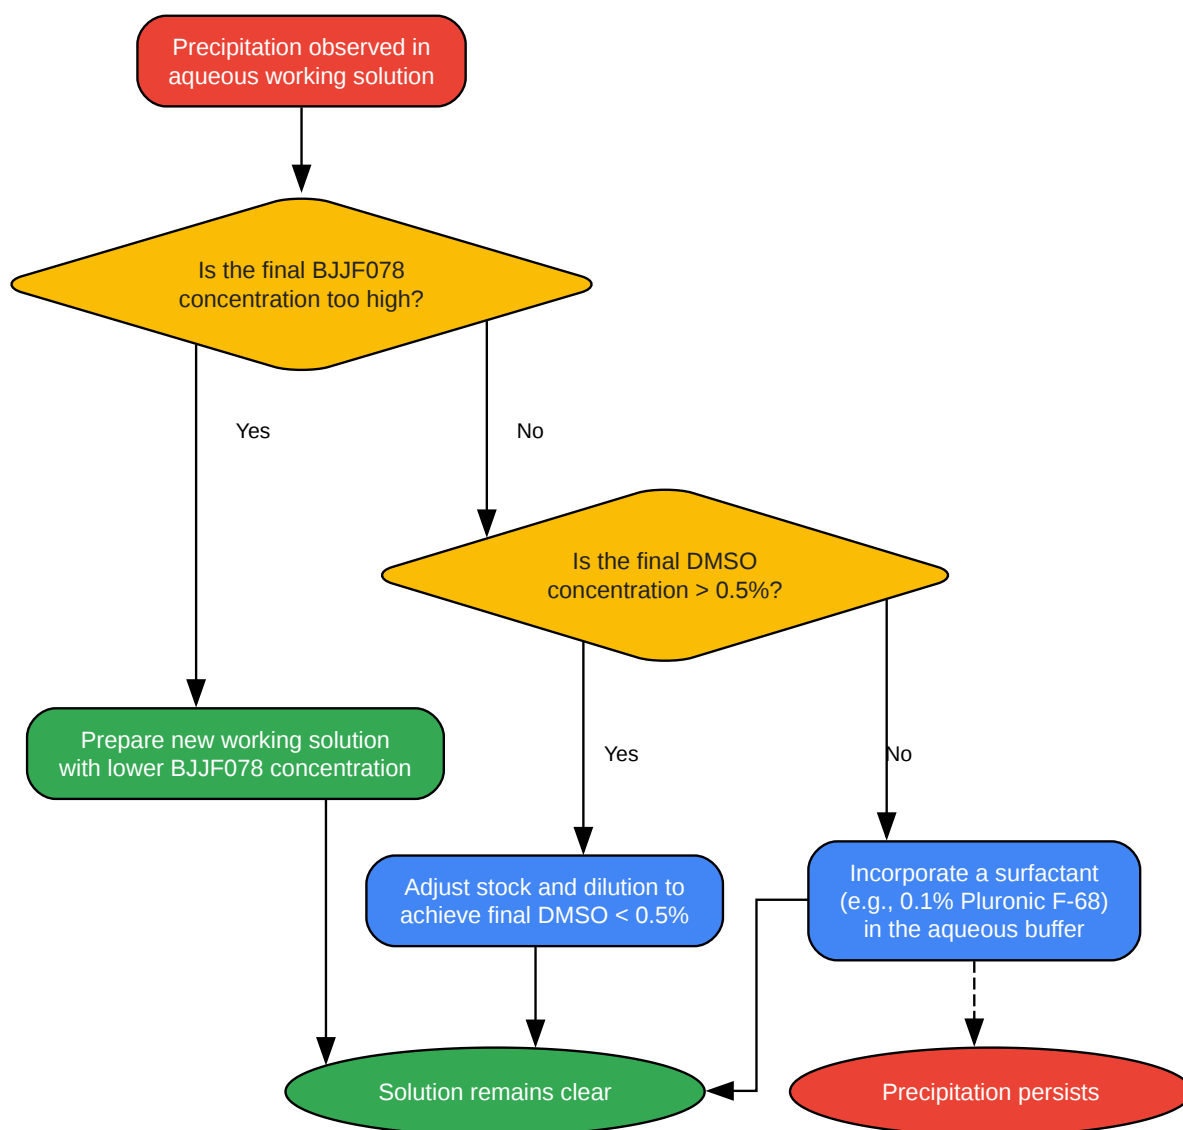 Precipitation observed in
aqueous working solution
Is the final BJJF078
concentration too high?
Yes
No
Is the final DMSO
concentration > 0.5%?
Prepare new working solution
with lower BJJF078 concentration
Yes
No
Adjust stock and dilution to
achieve final DMSO < 0.5%
Incorporate a surfactant
(e.g., 0.1% Pluronic F-68)
in the aqueous buffer
Solution remains clear
Precipitation persists